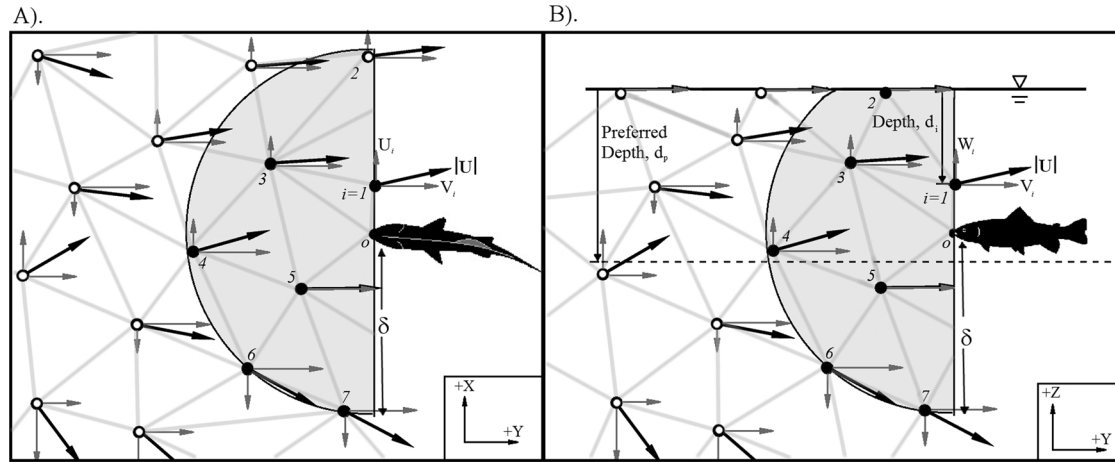 A).
2
3
U_i
|U|
i=1
V_i
o
4
5
δ
6
7
+X
+Y
B).
2
Depth, d_i
Preferred
Depth, d_p
W_i
3
|U|
i=1
V_i
o
4
5
δ
6
7
+Z
+Y